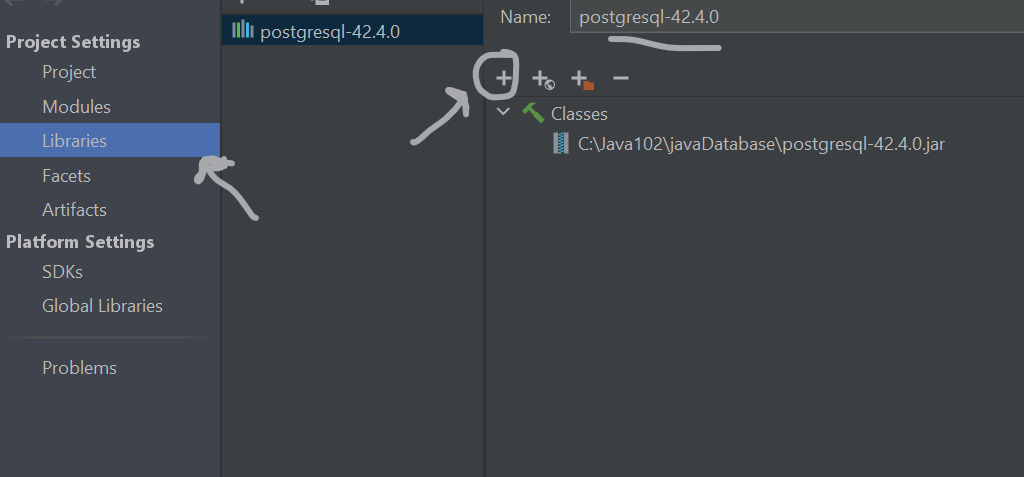 Project Settings
Project
Modules
Libraries
Facets
Artifacts
Platform Settings
SDKs
Global Libraries
Problems
postgresql-42.4.0
Name: postgresql-42.4.0
Classes
C:\Java102\javaDatabase\postgresql-42.4.0.jar